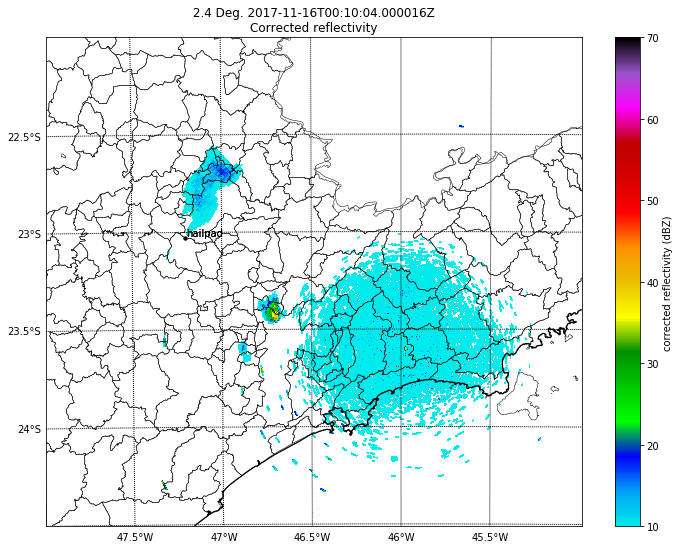 2.4 Deg. 2017-11-16T00:10:04.000016Z
Corrected reflectivity
22.5°S
23°S
23.5°S
24°S
hailpad
47.5°W
47°W
46.5°W
46°W
45.5°W
70
60
50
40
30
20
10
corrected reflectivity (dBZ)